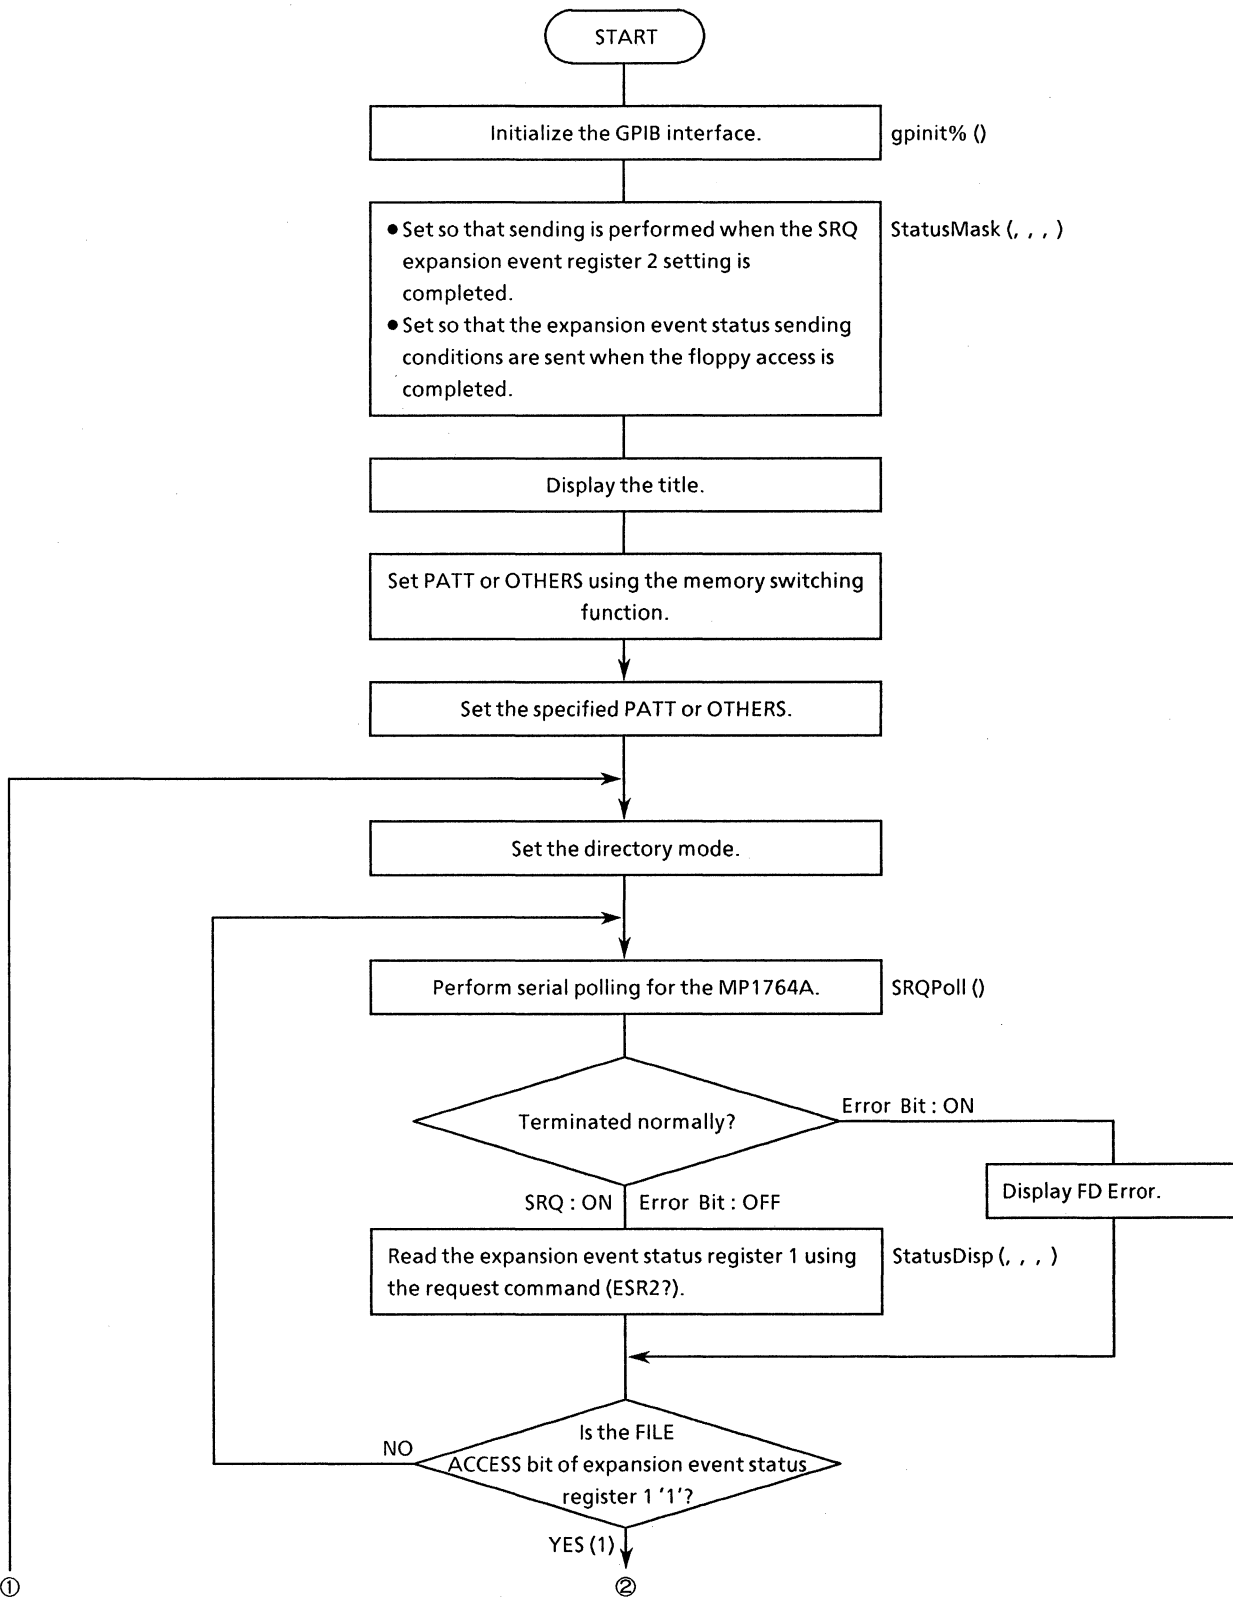 START
Initialize the GPIB interface.
gpinit% ()
● Set so that sending is performed when the SRQ
expansion event register 2 setting is
completed.
● Set so that the expansion event status sending
conditions are sent when the floppy access is
completed.
StatusMask (, , , )
Display the title.
Set PATT or OTHERS using the memory switching
function.
Set the specified PATT or OTHERS.
Set the directory mode.
Perform serial polling for the MP1764A.
SRQPoll ()
Terminated normally?
Error Bit : ON
Display FD Error.
SRQ : ON
Error Bit : OFF
Read the expansion event status register 1 using
the request command (ESR2?).
StatusDisp (, , , )
Is the FILE
ACCESS bit of expansion event status
register 1 '1'?
NO
YES (1)
①
②